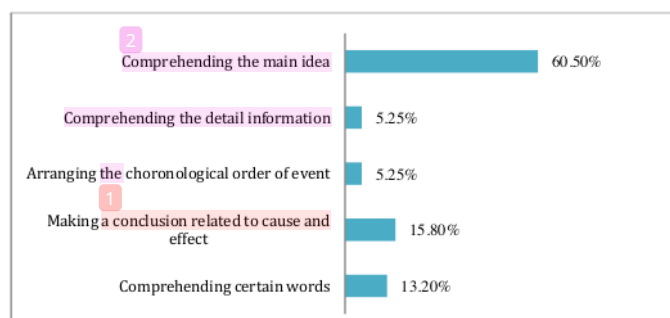 2
Comprehending the main idea
60.50%
Comprehending the detail information
5.25%
Arranging the choronological order of event
5.25%
1
Making a conclusion related to cause and
effect
15.80%
Comprehending certain words
13.20%